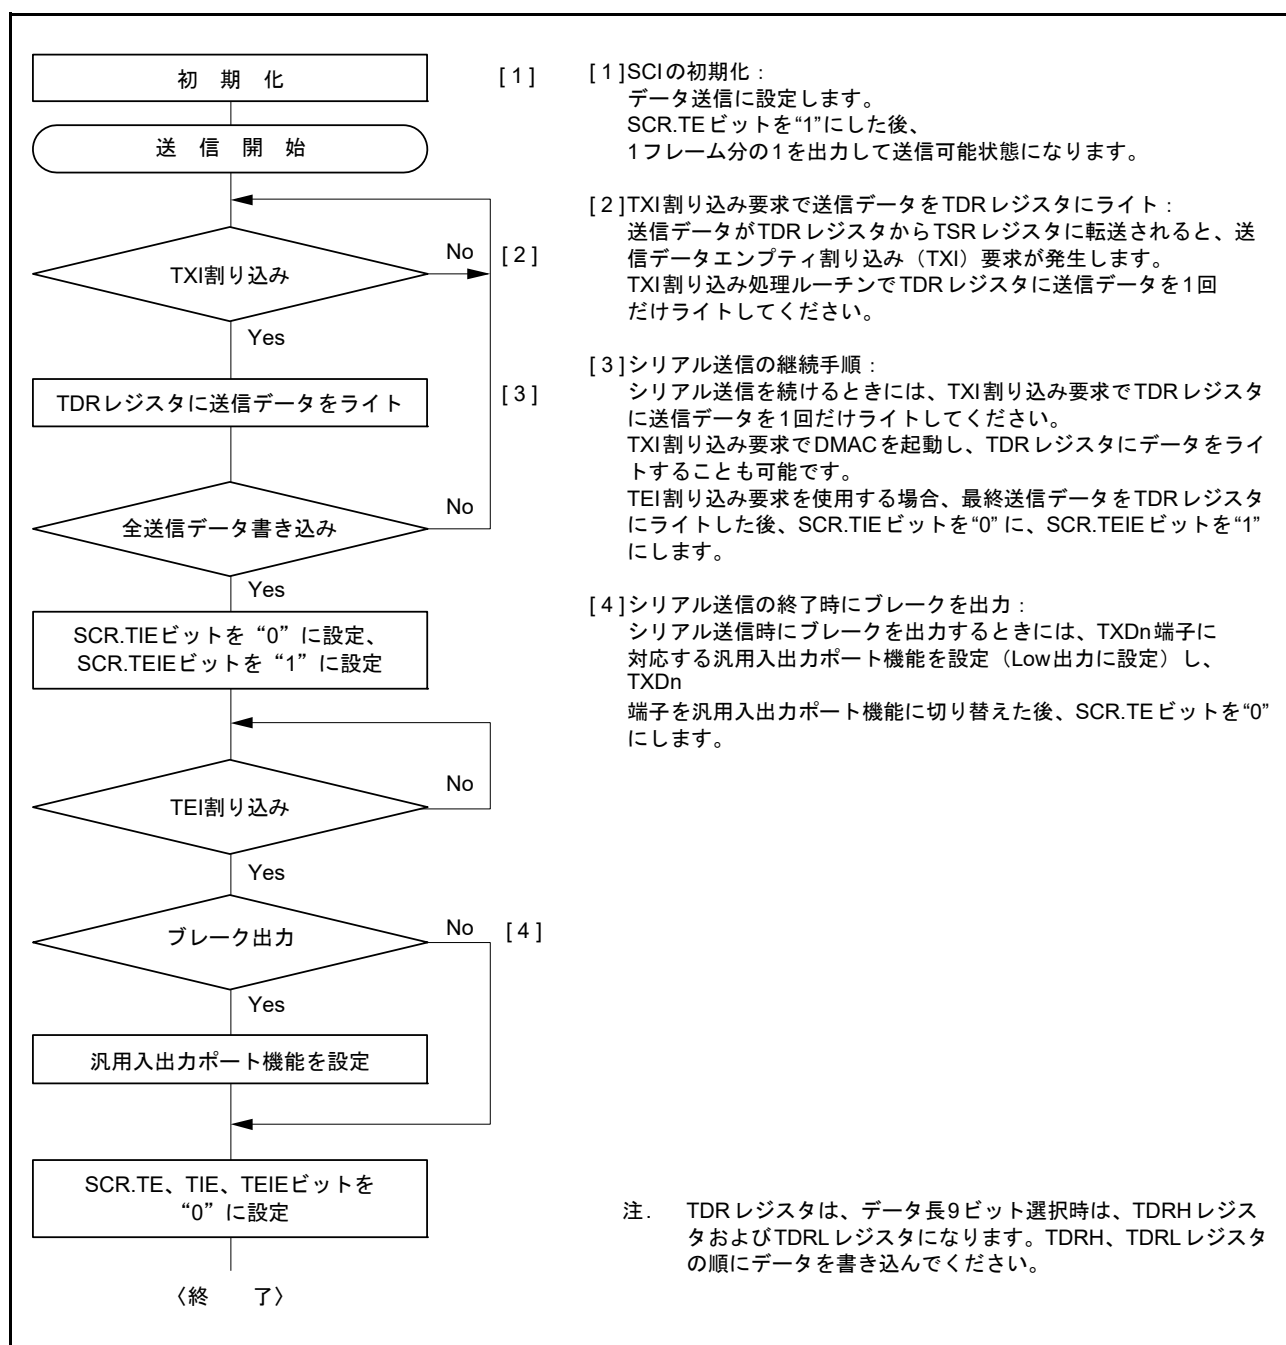 初 期 化
[ 1 ]
送 信 開 始
No
[ 2 ]
TXI割り込み
Yes
TDRレジスタに送信データをライト
[ 3 ]
全送信データ書き込み
No
Yes
SCR.TIEビットを“0”に設定、
SCR.TEIEビットを“1”に設定
TEI割り込み
No
Yes
ブレーク出力
No
[ 4 ]
Yes
汎用入出力ポート機能を設定
SCR.TE、TIE、TEIEビットを
“0”に設定
〈終 了〉
[ 1 ]SCIの初期化：
データ送信に設定します。
SCR.TEビットを“1”にした後、
1フレーム分の1を出力して送信可能状態になります。
[ 2 ]TXI割り込み要求で送信データをTDRレジスタにライト：
送信データがTDRレジスタからTSRレジスタに転送されると、送
信データエンプティ割り込み（TXI）要求が発生します。
TXI割り込み処理ルーチンでTDRレジスタに送信データを1回
だけライトしてください。
[ 3 ]シリアル送信の継続手順：
シリアル送信を続けるときには、TXI割り込み要求でTDRレジスタ
に送信データを1回だけライトしてください。
TXI割り込み要求でDMACを起動し、TDRレジスタにデータをライ
トすることも可能です。
TEI割り込み要求を使用する場合、最終送信データをTDRレジスタ
にライトした後、SCR.TIEビットを“0” に、SCR.TEIEビットを“1”
にします。
[ 4 ]シリアル送信の終了時にブレークを出力：
シリアル送信時にブレークを出力するときには、TXDn端子に
対応する汎用入出力ポート機能を設定（Low出力に設定）し、
TXDn
端子を汎用入出力ポート機能に切り替えた後、SCR.TEビットを“0”
にします。
注. TDRレジスタは、データ長9ビット選択時は、TDRHレジス
タおよびTDRLレジスタになります。TDRH、TDRLレジスタ
の順にデータを書き込んでください。